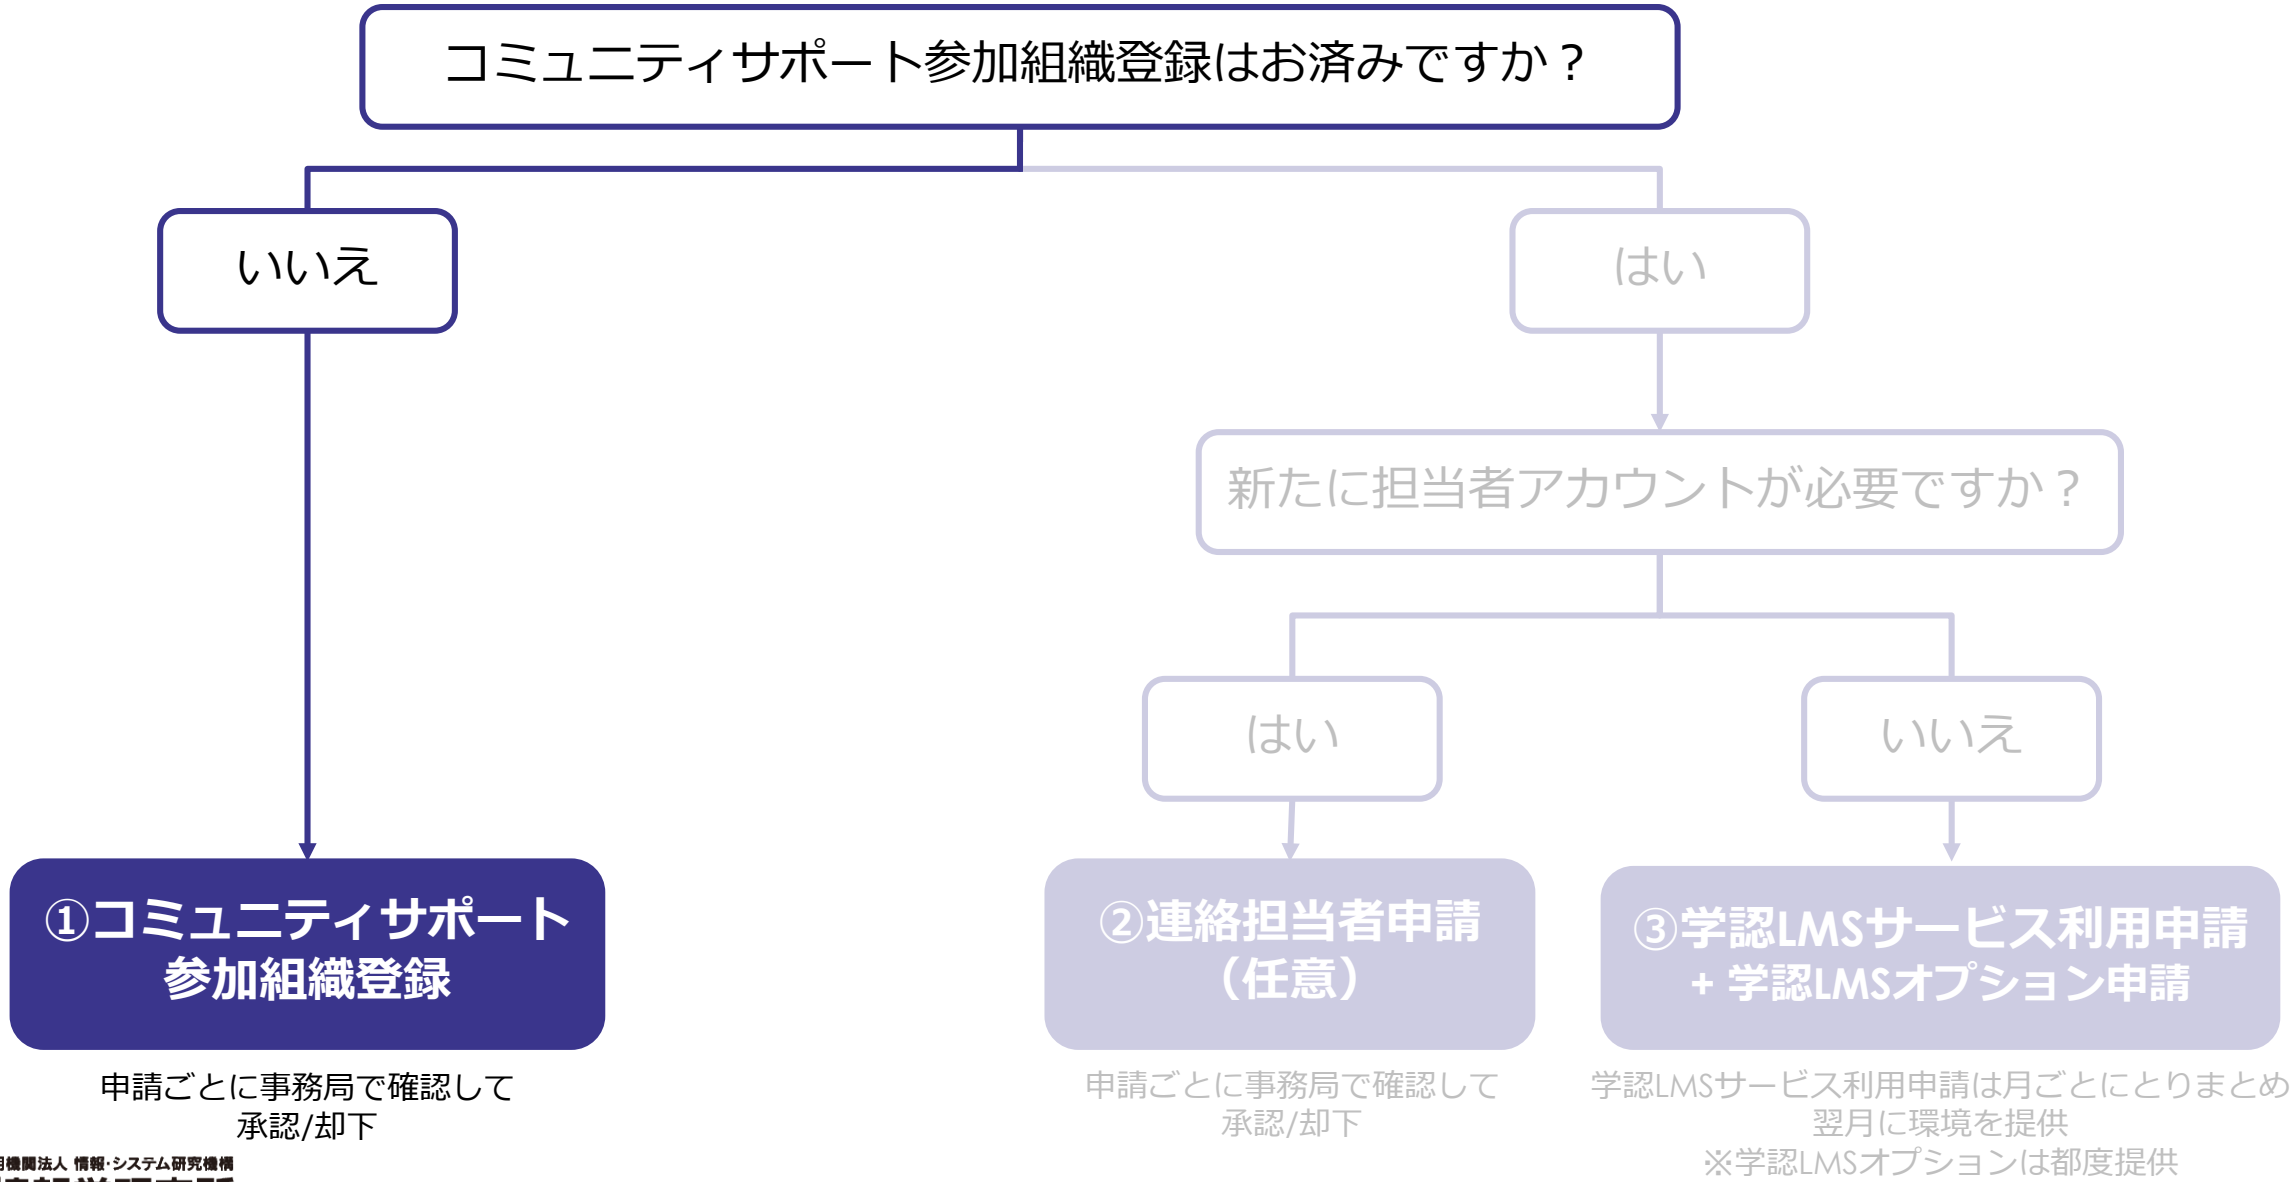 コミュニティサポート参加組織登録はお済みですか？
いいえ
はい
新たに担当者アカウントが必要ですか？
はい
いいえ
①コミュニティサポート
参加組織登録
②連絡担当者申請
（任意）
③学認LMSサービス利用申請
+ 学認LMSオプション申請
申請ごとに事務局で確認して
承認/却下
申請ごとに事務局で確認して
承認/却下
学認LMSサービス利用申請は月ごとにとりまとめ
翌月に環境を提供
※学認LMSオプションは都度提供
機関法人 情報・システム研究機構